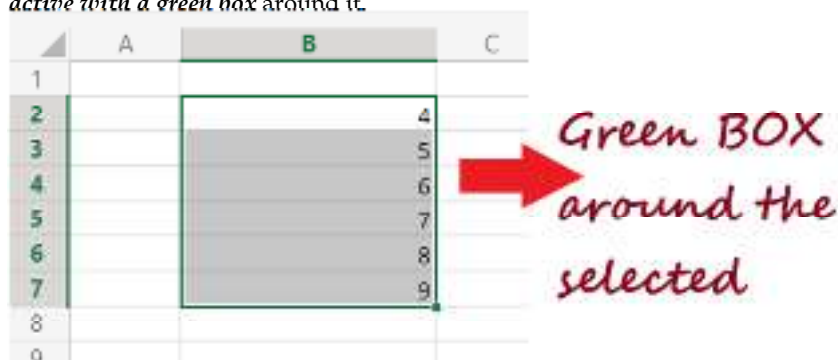 active with a green box around it.
A B C
1
2 4
3 5
4 6
5 7
6 8
7 9
8
9
Green BOX
around the
selected